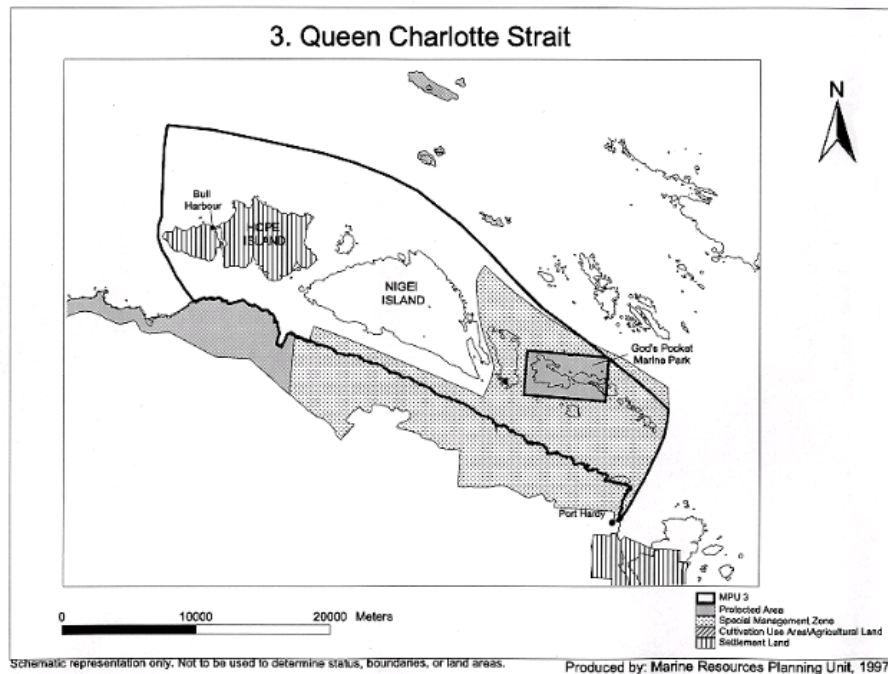 3. Queen Charlotte Strait
N
Bull
Harbour
HOPE
ISLAND
NIGEI
ISLAND
God's Pocket
Marine Park
Port Hardy
0 10000 20000 Meters
MPU 3
Protected Area
Special Management Zone
Cultivation Use Area/Agricultural Land
Settlement Land
Schematic representation only. Not to be used to determine status, boundaries, or land areas.
Produced by: Marine Resources Planning Unit, 1997